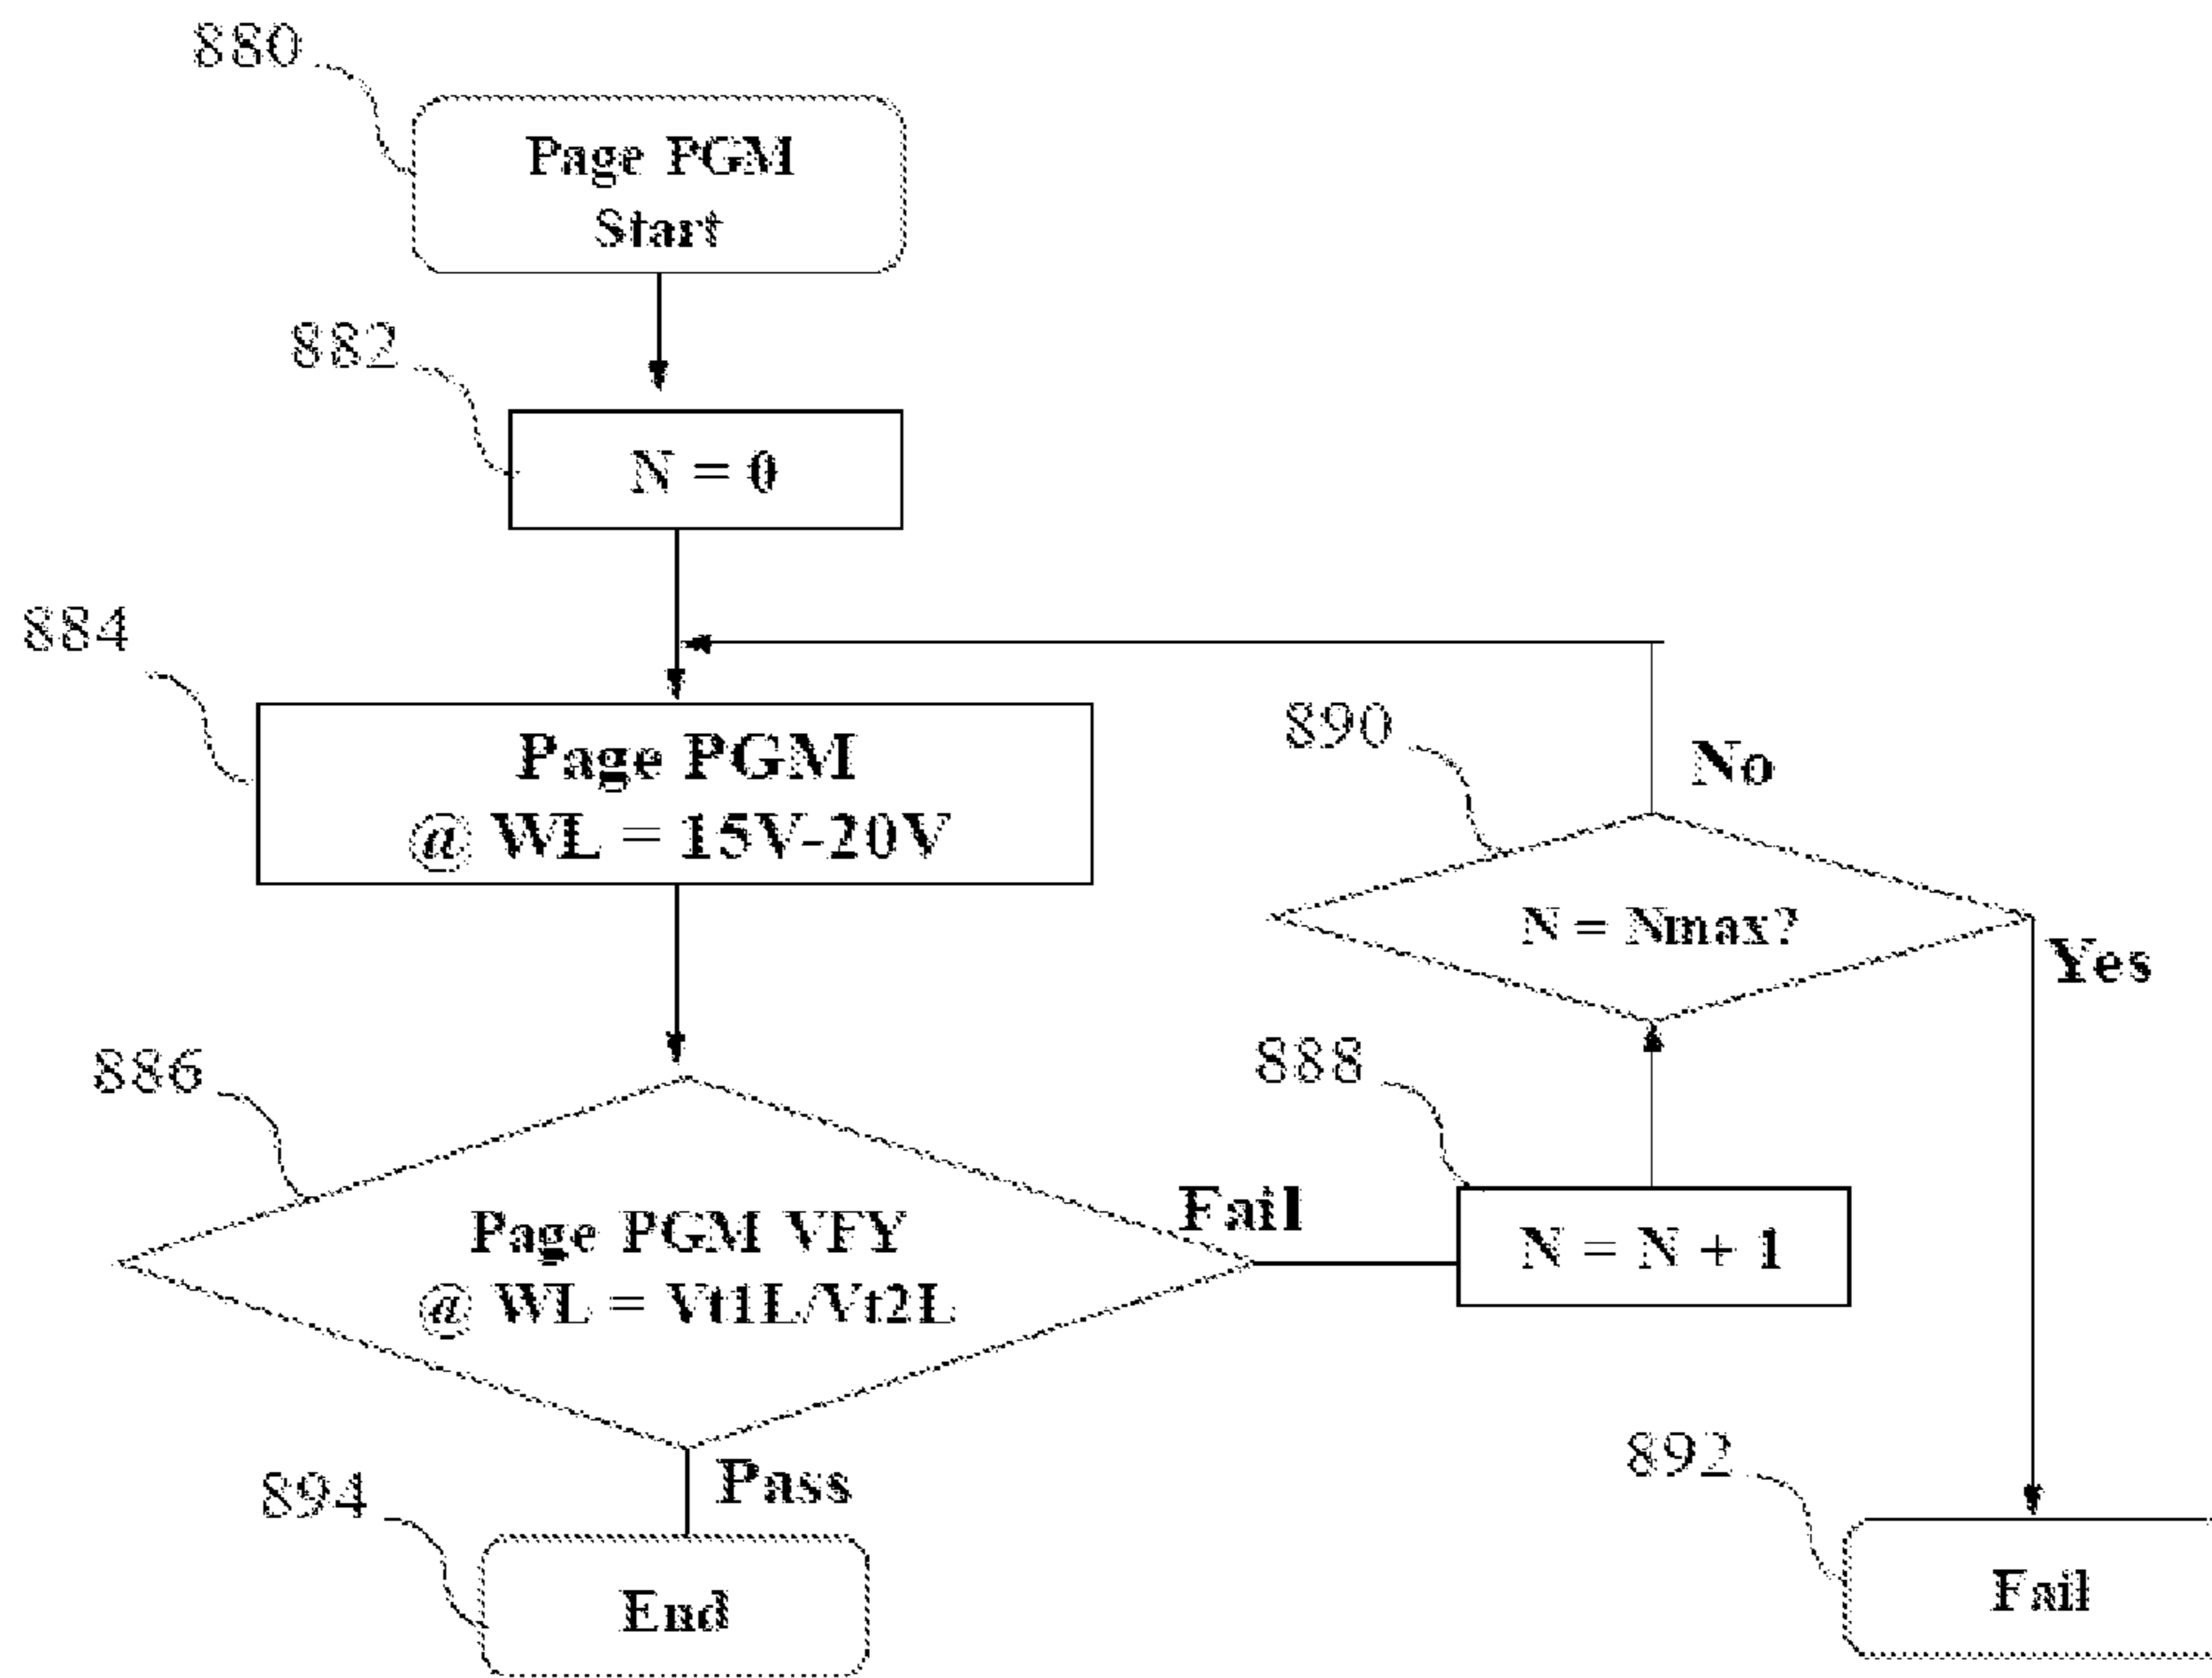 880
Page PGM
Start
882
N = 0
884
Page PGM
@ WL = 15V-20V
886
Page PGM VFY
@ WL = Vt1L/Vt2L
Fail
888
N = N + 1
890
N = Nmax?
No
Yes
892
Fail
Pass
894
End